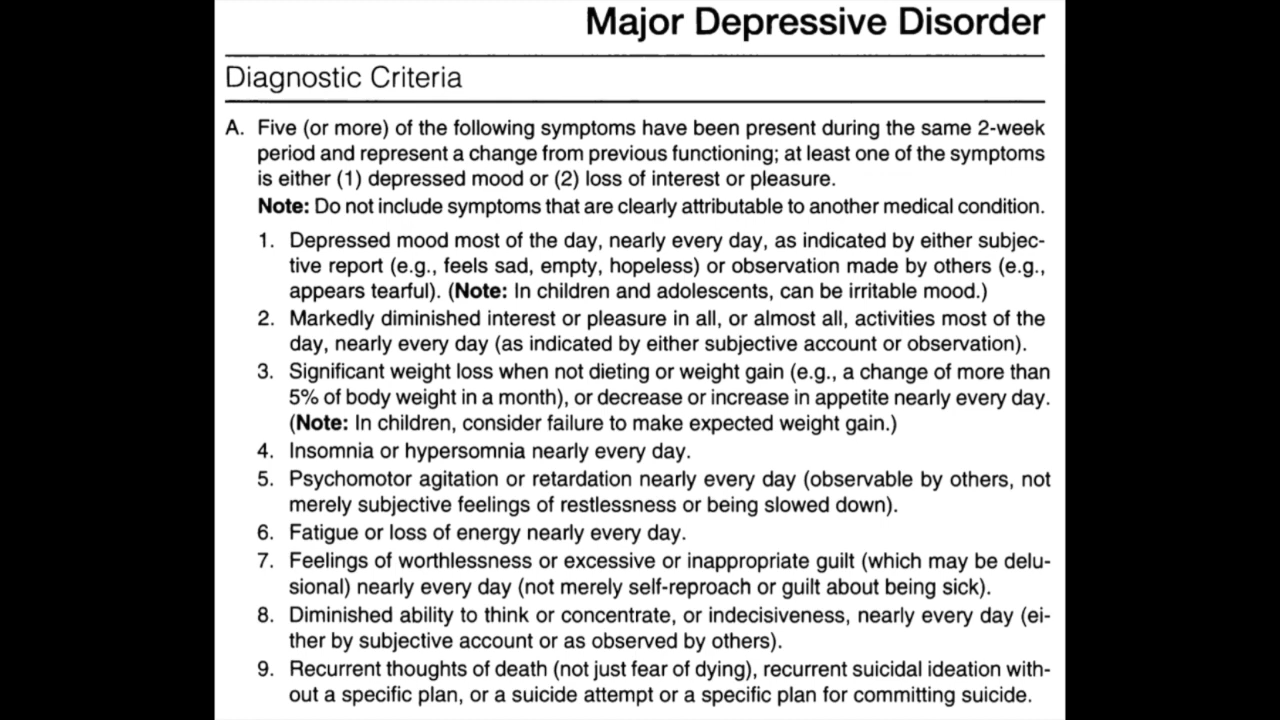 Major Depressive Disorder
Diagnostic Criteria
A. Five (or more) of the following symptoms have been present during the same 2-week
period and represent a change from previous functioning; at least one of the symptoms
is either (1) depressed mood or (2) loss of interest or pleasure.
Note: Do not include symptoms that are clearly attributable to another medical condition.
1. Depressed mood most of the day, nearly every day, as indicated by either subjec-
tive report (e.g., feels sad, empty, hopeless) or observation made by others (e.g.,
appears tearful). (Note: In children and adolescents, can be irritable mood.)
2. Markedly diminished interest or pleasure in all, or almost all, activities most of the
day, nearly every day (as indicated by either subjective account or observation).
3. Significant weight loss when not dieting or weight gain (e.g., a change of more than
5% of body weight in a month), or decrease or increase in appetite nearly every day.
(Note: In children, consider failure to make expected weight gain.)
4. Insomnia or hypersomnia nearly every day.
5. Psychomotor agitation or retardation nearly every day (observable by others, not
merely subjective feelings of restlessness or being slowed down).
6. Fatigue or loss of energy nearly every day.
7. Feelings of worthlessness or excessive or inappropriate guilt (which may be delu-
sional) nearly every day (not merely self-reproach or guilt about being sick).
8. Diminished ability to think or concentrate, or indecisiveness, nearly every day (ei-
ther by subjective account or as observed by others).
9. Recurrent thoughts of death (not just fear of dying), recurrent suicidal ideation with-
out a specific plan, or a suicide attempt or a specific plan for committing suicide.